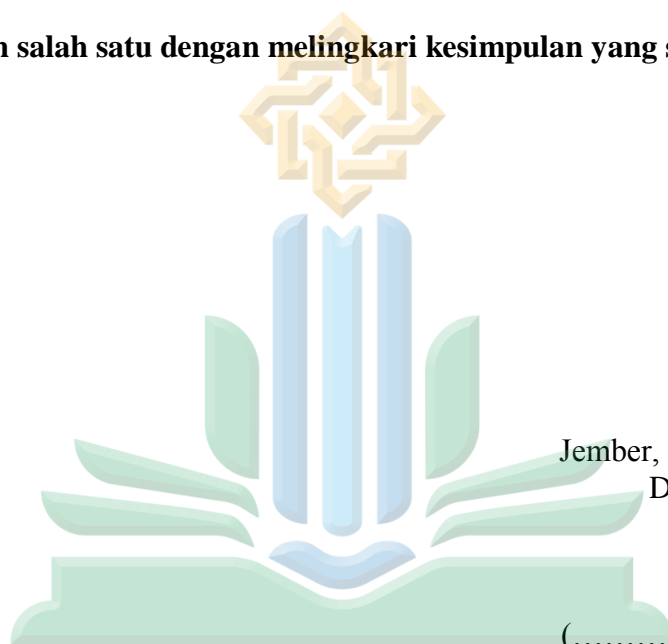 salah satu dengan melingkari kesimpulan yang
Jember,
(..........